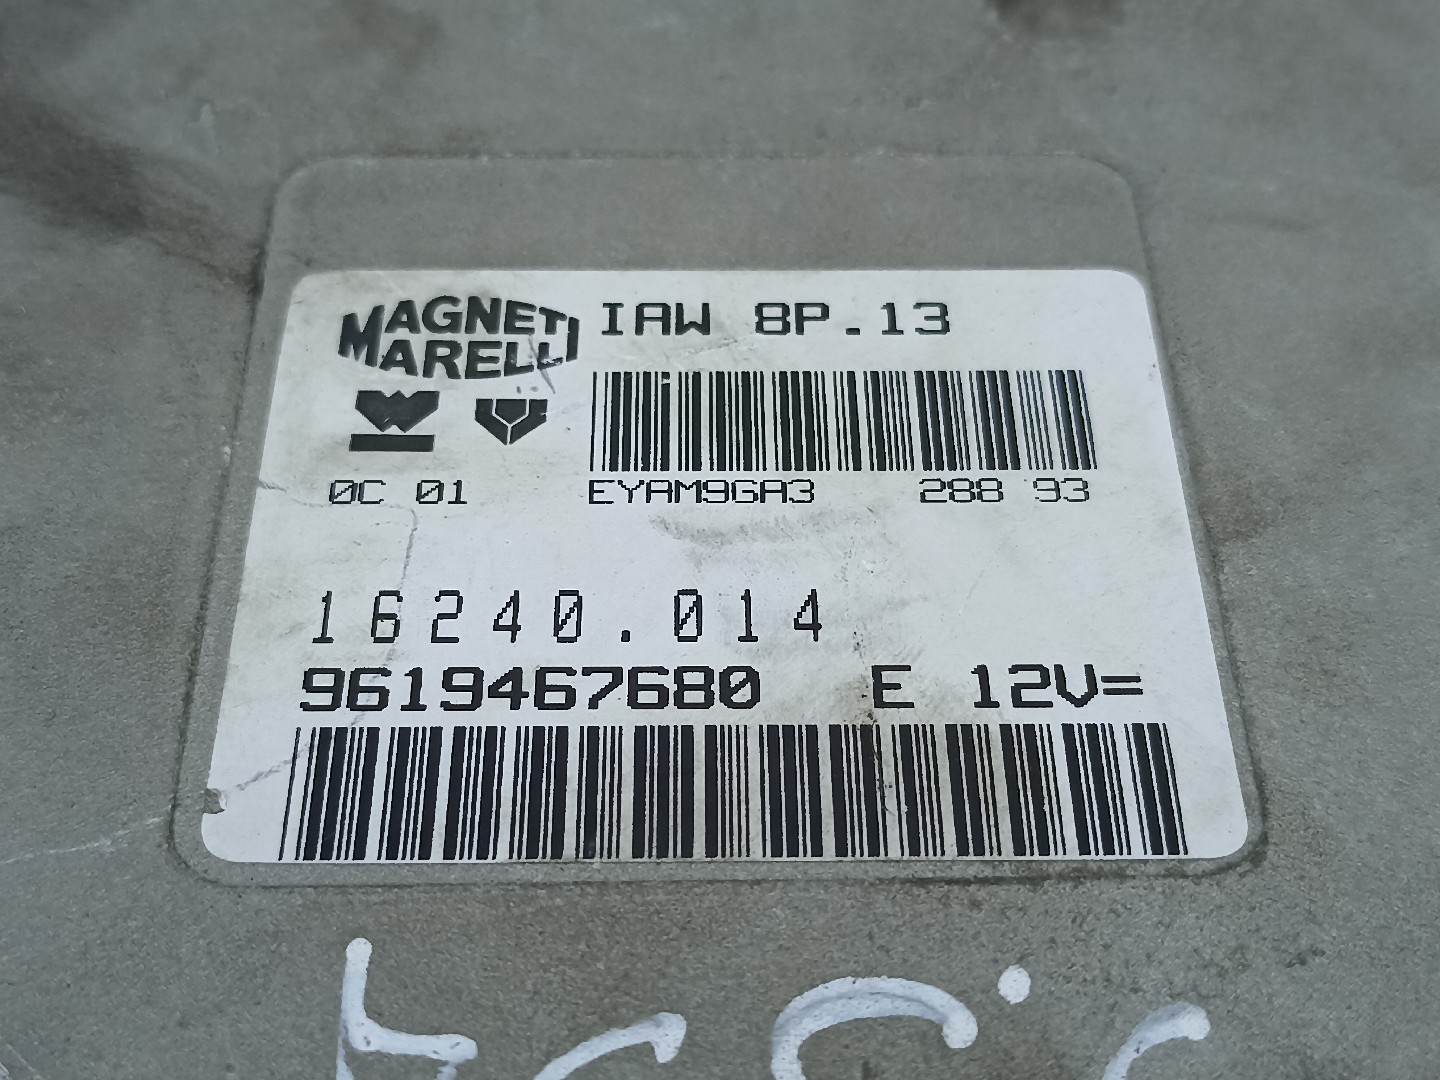 MAGNETI MARELLI
IAW 8P.13
0C 01 EYAM9GA3 288 93
16240.014
9619467680 E 12V=